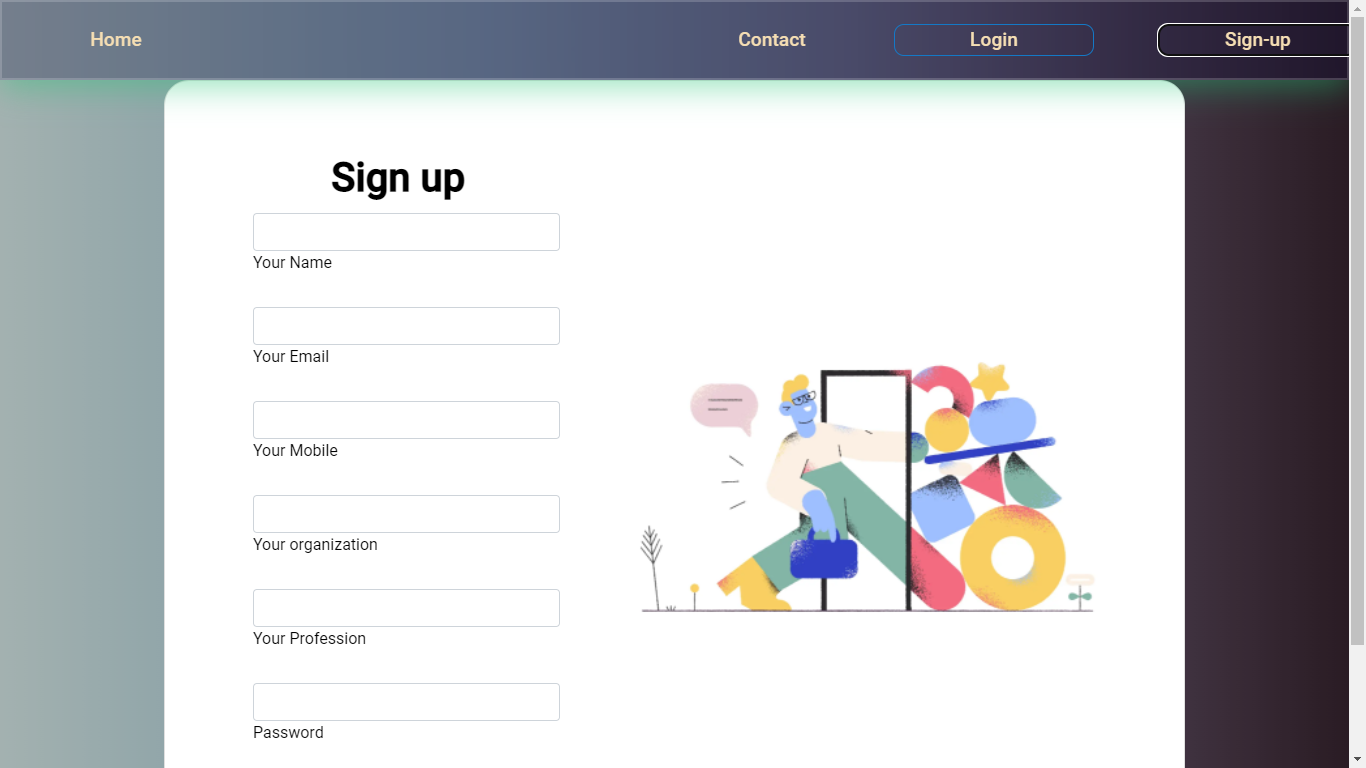 Home Contact Login Sign-up
Sign up
Your Name
Your Email
Your Mobile
Your organization
Your Profession
Password